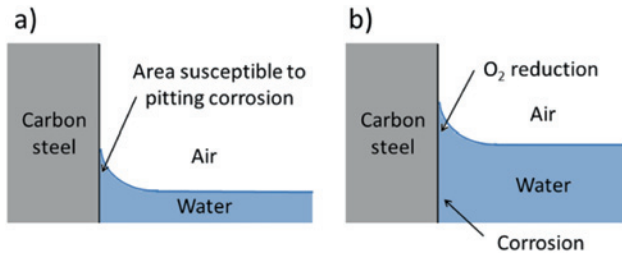 a)
Area susceptible to
pitting corrosion
Carbon
steel
Air
Water
b)
O₂ reduction
Carbon
steel
Air
Water
Corrosion